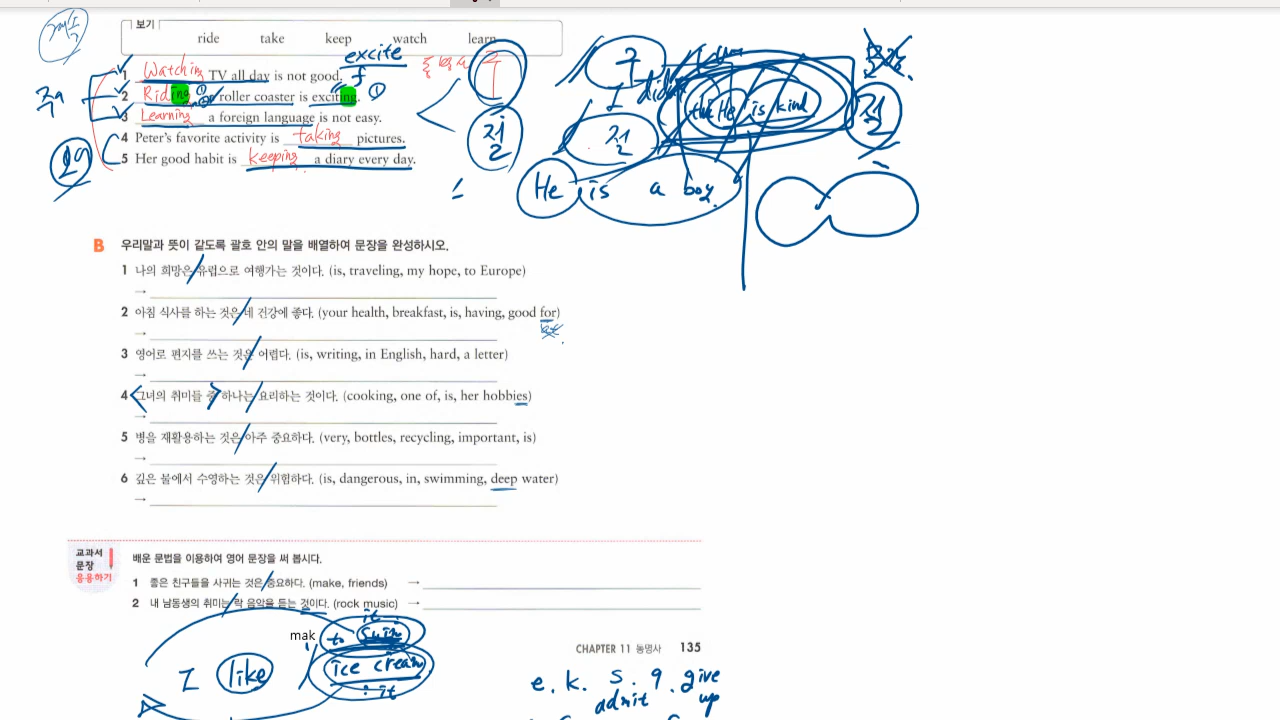 보기
ride take keep watch learn
excite
1 Watching TV all day is not good.
2 Riding a roller coaster is exciting. ①
3 Learning a foreign language is not easy.
4 Peter's favorite activity is taking pictures.
5 Her good habit is keeping a diary every day.
구
절
I didn't
He is kind
절
He is a boy.
B 우리말과 뜻이 같도록 괄호 안의 말을 배열하여 문장을 완성하시오.
1 나의 희망은 유럽으로 여행가는 것이다. (is, traveling, my hope, to Europe)
→
2 아침 식사를 하는 것은 네 건강에 좋다. (your health, breakfast, is, having, good for)
→
3 영어로 편지를 쓰는 것은 어렵다. (is, writing, in English, hard, a letter)
→
4 그녀의 취미들 중 하나는 요리하는 것이다. (cooking, one of, is, her hobbies)
→
5 병을 재활용하는 것은 아주 중요하다. (very, bottles, recycling, important, is)
→
6 깊은 물에서 수영하는 것은 위험하다. (is, dangerous, in, swimming, deep water)
→
교과서
문장
응용하기
배운 문법을 이용하여 영어 문장을 써 봅시다.
1 좋은 친구들을 사귀는 것은 중요하다. (make, friends) →
2 내 남동생의 취미는 락 음악을 듣는 것이다. (rock music) →
it
mak to swim
I like ice cream
: it
CHAPTER 11 동명사 135
e. k. s. q. give up
admit